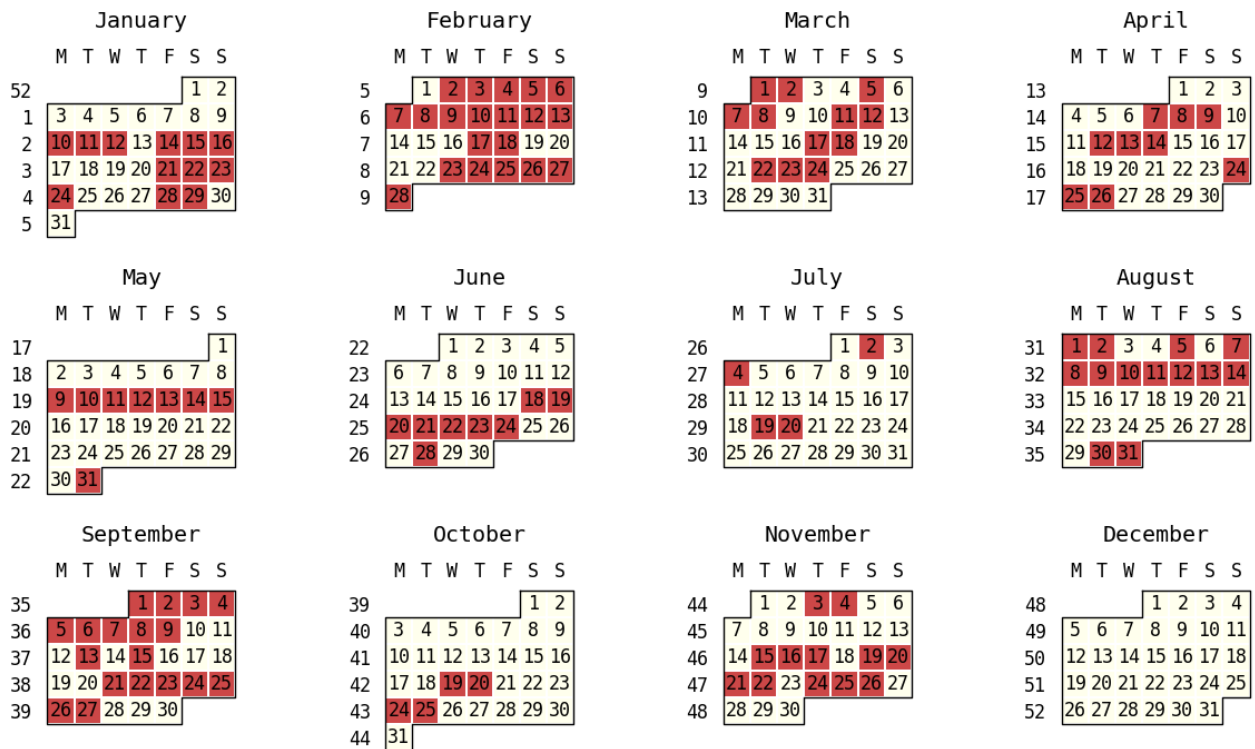 January February March April
M T W T F S S M T W T F S S M T W T F S S M T W T F S S
52 1 2 5 1 2 3 4 5 6 9 1 2 3 4 5 6 13 1 2 3
1 3 4 5 6 7 8 9 6 7 8 9 10 11 12 13 10 7 8 9 10 11 12 13 14 4 5 6 7 8 9 10
2 10 11 12 13 14 15 16 7 14 15 16 17 18 19 20 11 14 15 16 17 18 19 20 15 11 12 13 14 15 16 17
3 17 18 19 20 21 22 23 8 21 22 23 24 25 26 27 12 21 22 23 24 25 26 27 16 18 19 20 21 22 23 24
4 24 25 26 27 28 29 30 9 28 13 28 29 30 31 17 25 26 27 28 29 30
5 31
May June July August
M T W T F S S M T W T F S S M T W T F S S M T W T F S S
17 1 22 1 2 3 4 5 26 1 2 3 31 1 2 3 4 5 6 7
18 2 3 4 5 6 7 8 23 6 7 8 9 10 11 12 27 4 5 6 7 8 9 10 32 8 9 10 11 12 13 14
19 9 10 11 12 13 14 15 24 13 14 15 16 17 18 19 28 11 12 13 14 15 16 17 33 15 16 17 18 19 20 21
20 16 17 18 19 20 21 22 25 20 21 22 23 24 25 26 29 18 19 20 21 22 23 24 34 22 23 24 25 26 27 28
21 23 24 25 26 27 28 29 26 27 28 29 30 30 25 26 27 28 29 30 31 35 29 30 31
22 30 31
September October November December
M T W T F S S M T W T F S S M T W T F S S M T W T F S S
35 1 2 3 4 39 1 2 44 1 2 3 4 5 6 48 1 2 3 4
36 5 6 7 8 9 10 11 40 3 4 5 6 7 8 9 45 7 8 9 10 11 12 13 49 5 6 7 8 9 10 11
37 12 13 14 15 16 17 18 41 10 11 12 13 14 15 16 46 14 15 16 17 18 19 20 50 12 13 14 15 16 17 18
38 19 20 21 22 23 24 25 42 17 18 19 20 21 22 23 47 21 22 23 24 25 26 27 51 19 20 21 22 23 24 25
39 26 27 28 29 30 43 24 25 26 27 28 29 30 48 28 29 30 52 26 27 28 29 30 31
44 31